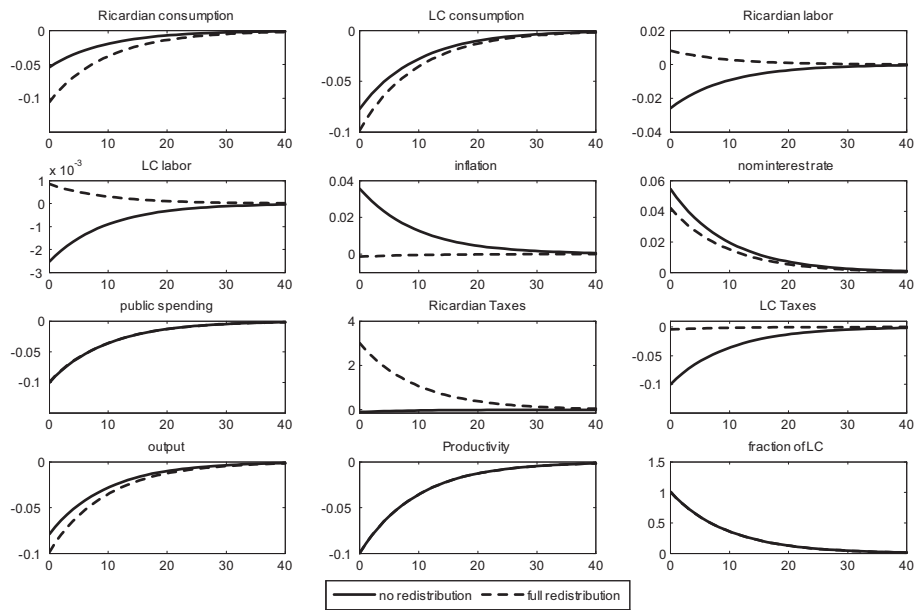 Ricardian consumption
LC consumption
Ricardian labor
0
-0.05
-0.1
0 10 20 30 40
0
-0.05
-0.1
0 10 20 30 40
0.04
0.02
0
-0.02
-0.04
0 10 20 30 40
x 10⁻³
LC labor
inflation
nom interest rate
1
0
-1
-2
-3
0 10 20 30 40
0.04
0.02
0
0 10 20 30 40
0.06
0.04
0.02
0
0 10 20 30 40
public spending
Ricardian Taxes
LC Taxes
0
-0.05
-0.1
0 10 20 30 40
4
2
0
0 10 20 30 40
0
-0.05
-0.1
0 10 20 30 40
output
Productivity
fraction of LC
0
-0.05
-0.1
0 10 20 30 40
0
-0.05
-0.1
0 10 20 30 40
1.5
1
0.5
0
0 10 20 30 40
no redistribution
full redistribution